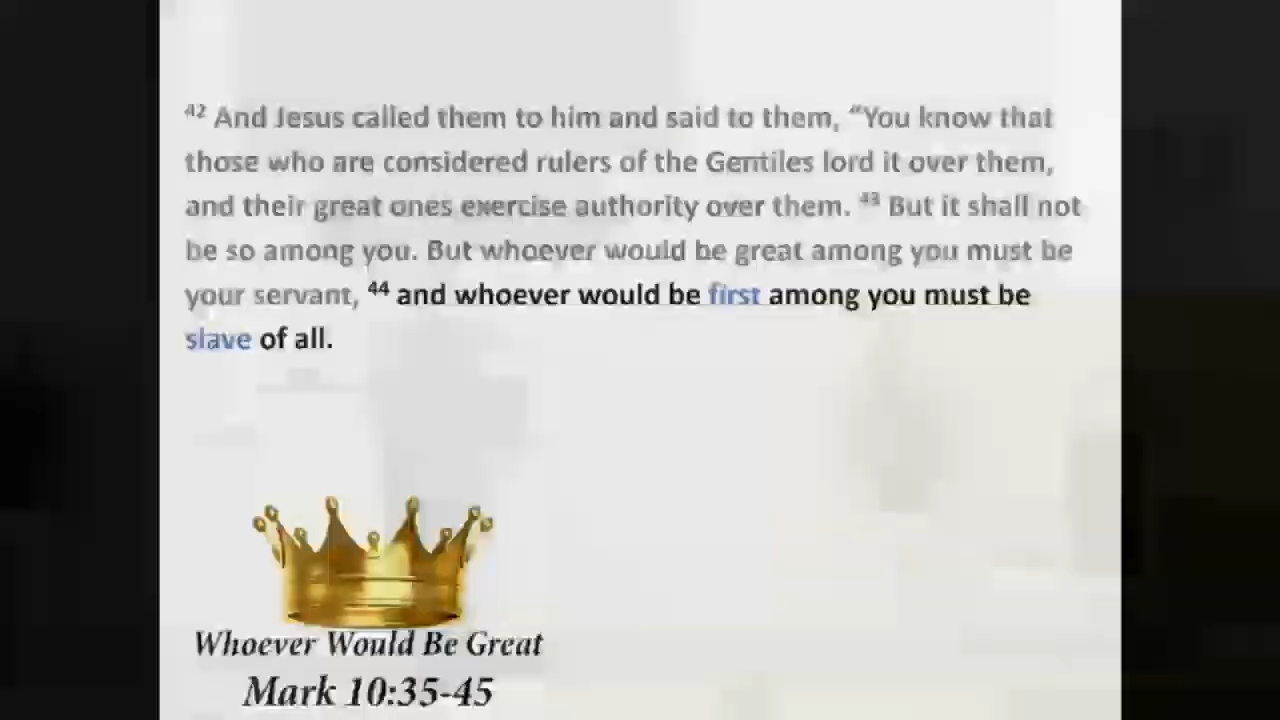 42 And Jesus called them to him and said to them, “You know that
those who are considered rulers of the Gentiles lord it over them,
and their great ones exercise authority over them. 43 But it shall not
be so among you. But whoever would be great among you must be
your servant, 44 and whoever would be first among you must be
slave of all.
Whoever Would Be Great
Mark 10:35-45